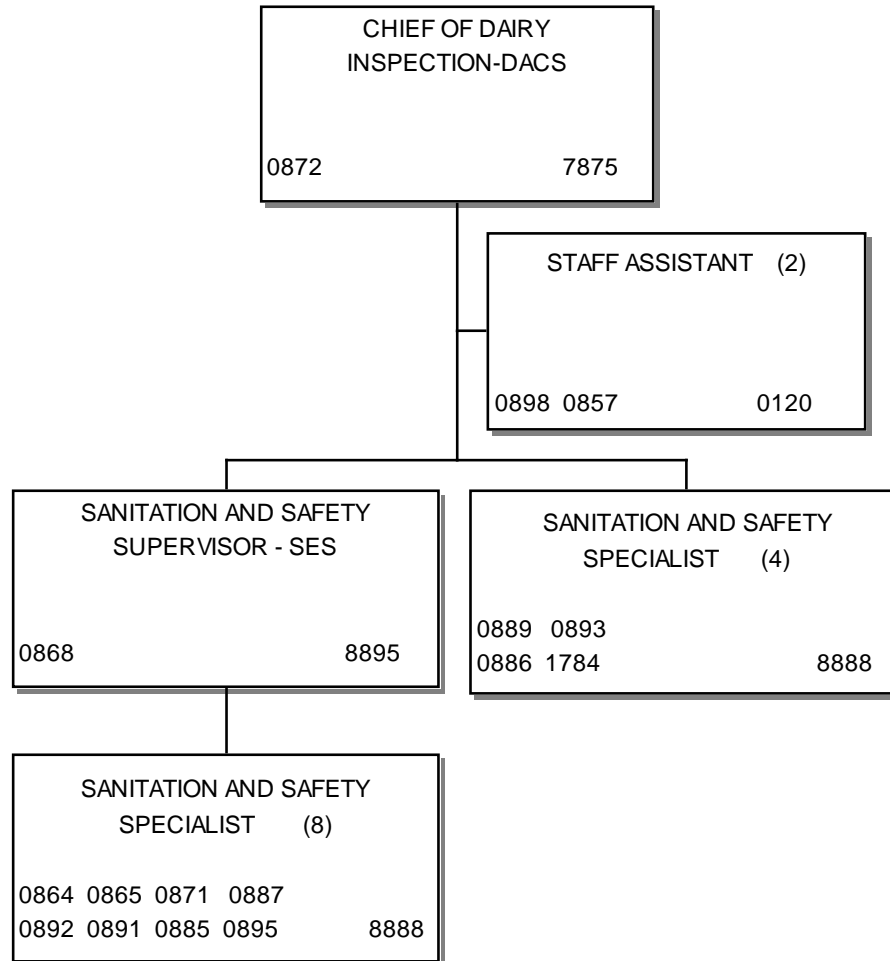 CHIEF OF DAIRY
INSPECTION-DACS
0872 7875
STAFF ASSISTANT (2)
0898 0857 0120
SANITATION AND SAFETY
SUPERVISOR - SES
0868 8895
SANITATION AND SAFETY
SPECIALIST (4)
0889 0893
0886 1784 8888
SANITATION AND SAFETY
SPECIALIST (8)
0864 0865 0871 0887
0892 0891 0885 0895 8888